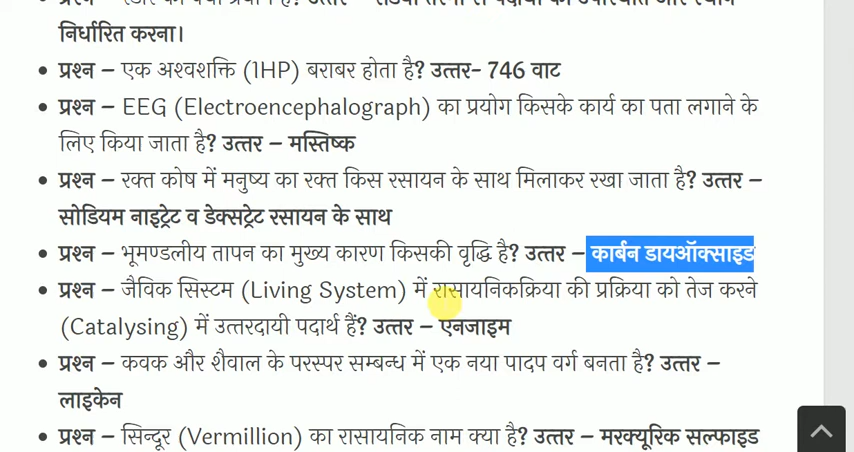 निर्धारित करना।
प्रश्न – एक अश्वशक्ति (1HP) बराबर होता है? उत्तर- 746 वाट
प्रश्न – EEG (Electroencephalograph) का प्रयोग किसके कार्य का पता लगाने के
लिए किया जाता है? उत्तर – मस्तिष्क
प्रश्न – रक्त कोष में मनुष्य का रक्त किस रसायन के साथ मिलाकर रखा जाता है? उत्तर –
सोडियम नाइट्रेट व डेक्सट्रेट रसायन के साथ
प्रश्न – भूमण्डलीय तापन का मुख्य कारण किसकी वृद्धि है? उत्तर – कार्बन डायऑक्साइड
प्रश्न – जैविक सिस्टम (Living System) में रासायनिकक्रिया की प्रक्रिया को तेज करने
(Catalysing) में उत्तरदायी पदार्थ हैं? उत्तर – एनजाइम
प्रश्न – कवक और शैवाल के परस्पर सम्बन्ध में एक नया पादप वर्ग बनता है? उत्तर –
लाइकेन
प्रश्न – सिन्दूर (Vermillion) का रासायनिक नाम क्या है? उत्तर – मरक्यूरिक सल्फाइड